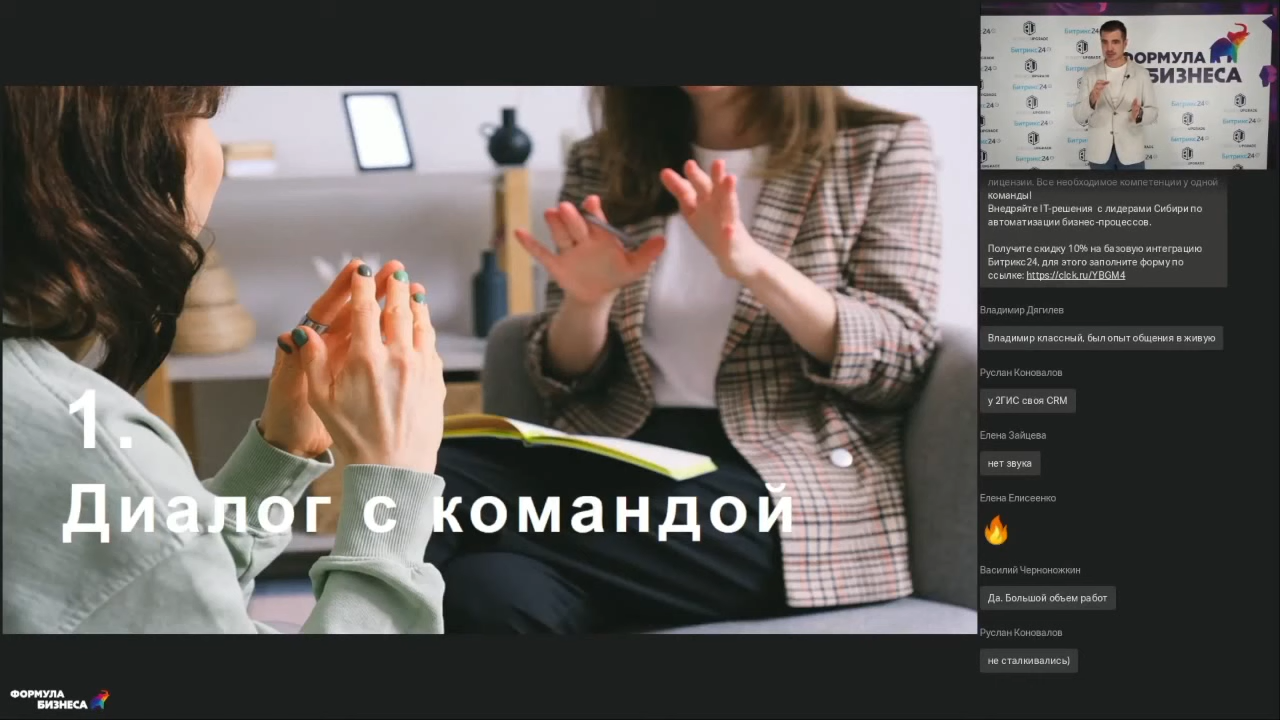 1.
Диалог с командой
ФОРМУЛА
БИЗНЕСА
Битрикс24
ФОРМУЛА
БИЗНЕСА
лицензии. Все необходимое компетенции у одной
команды!
Внедряйте IT-решения с лидерами Сибири по
автоматизации бизнес-процессов.
Получите скидку 10% на базовую интеграцию
Битрикс24, для этого заполните форму по
ссылке: https://clck.ru/YBGM4
Владимир Дягилев
Владимир классный, был опыт общения в живую
Руслан Коновалов
у 2ГИС своя CRM
Елена Зайцева
нет звука
Елена Елисеенко
🔥
Василий Черноножкин
Да. Большой объем работ
Руслан Коновалов
не сталкивались)